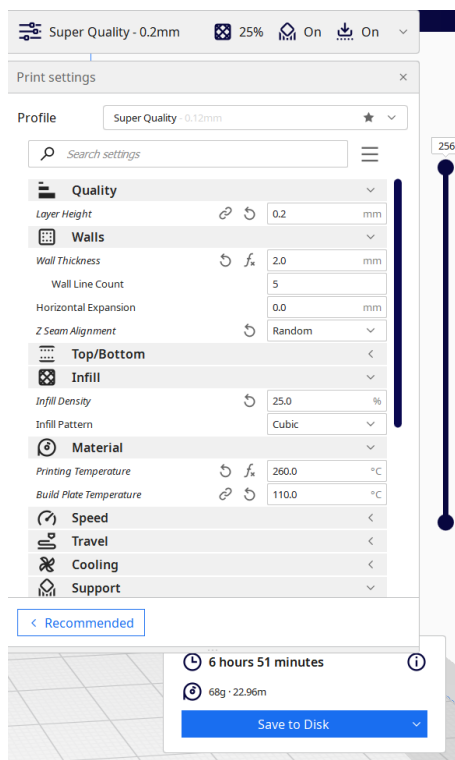 Super Quality - 0.2mm 25% On On
Print settings
Profile Super Quality - 0.12mm
Search settings
256
Quality
Layer Height 0.2 mm
Walls
Wall Thickness 2.0 mm
Wall Line Count 5
Horizontal Expansion 0.0 mm
Z Seam Alignment Random
Top/Bottom
Infill
Infill Density 25.0 %
Infill Pattern Cubic
Material
Printing Temperature 260.0 °C
Build Plate Temperature 110.0 °C
Speed
Travel
Cooling
Support
Recommended
6 hours 51 minutes
68g · 22.96m
Save to Disk